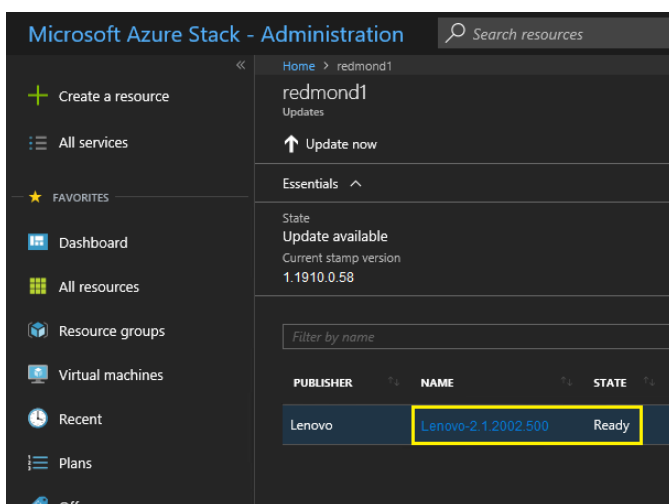 Microsoft Azure Stack - Administration
Search resources
«
Create a resource
All services
FAVORITES
Dashboard
All resources
Resource groups
Virtual machines
Recent
Plans
Home > redmond1
redmond1
Updates
Update now
Essentials
State
Update available
Current stamp version
1.1910.0.58
Filter by name
PUBLISHER NAME STATE
Lenovo Lenovo-2.1.2002.500 Ready